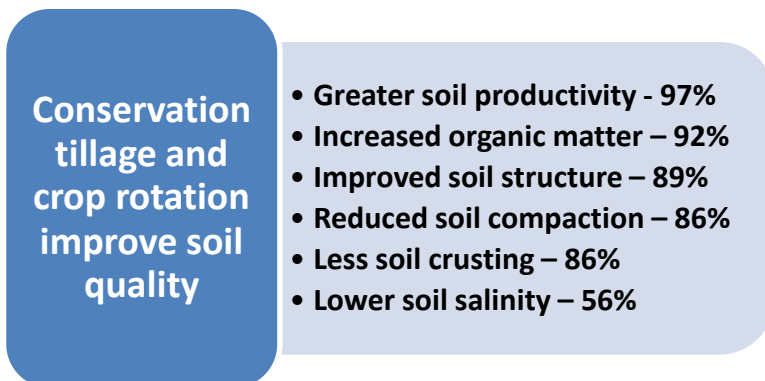 Conservation
tillage and
crop rotation
improve soil
quality
• Greater soil productivity - 97%
• Increased organic matter – 92%
• Improved soil structure – 89%
• Reduced soil compaction – 86%
• Less soil crusting – 86%
• Lower soil salinity – 56%